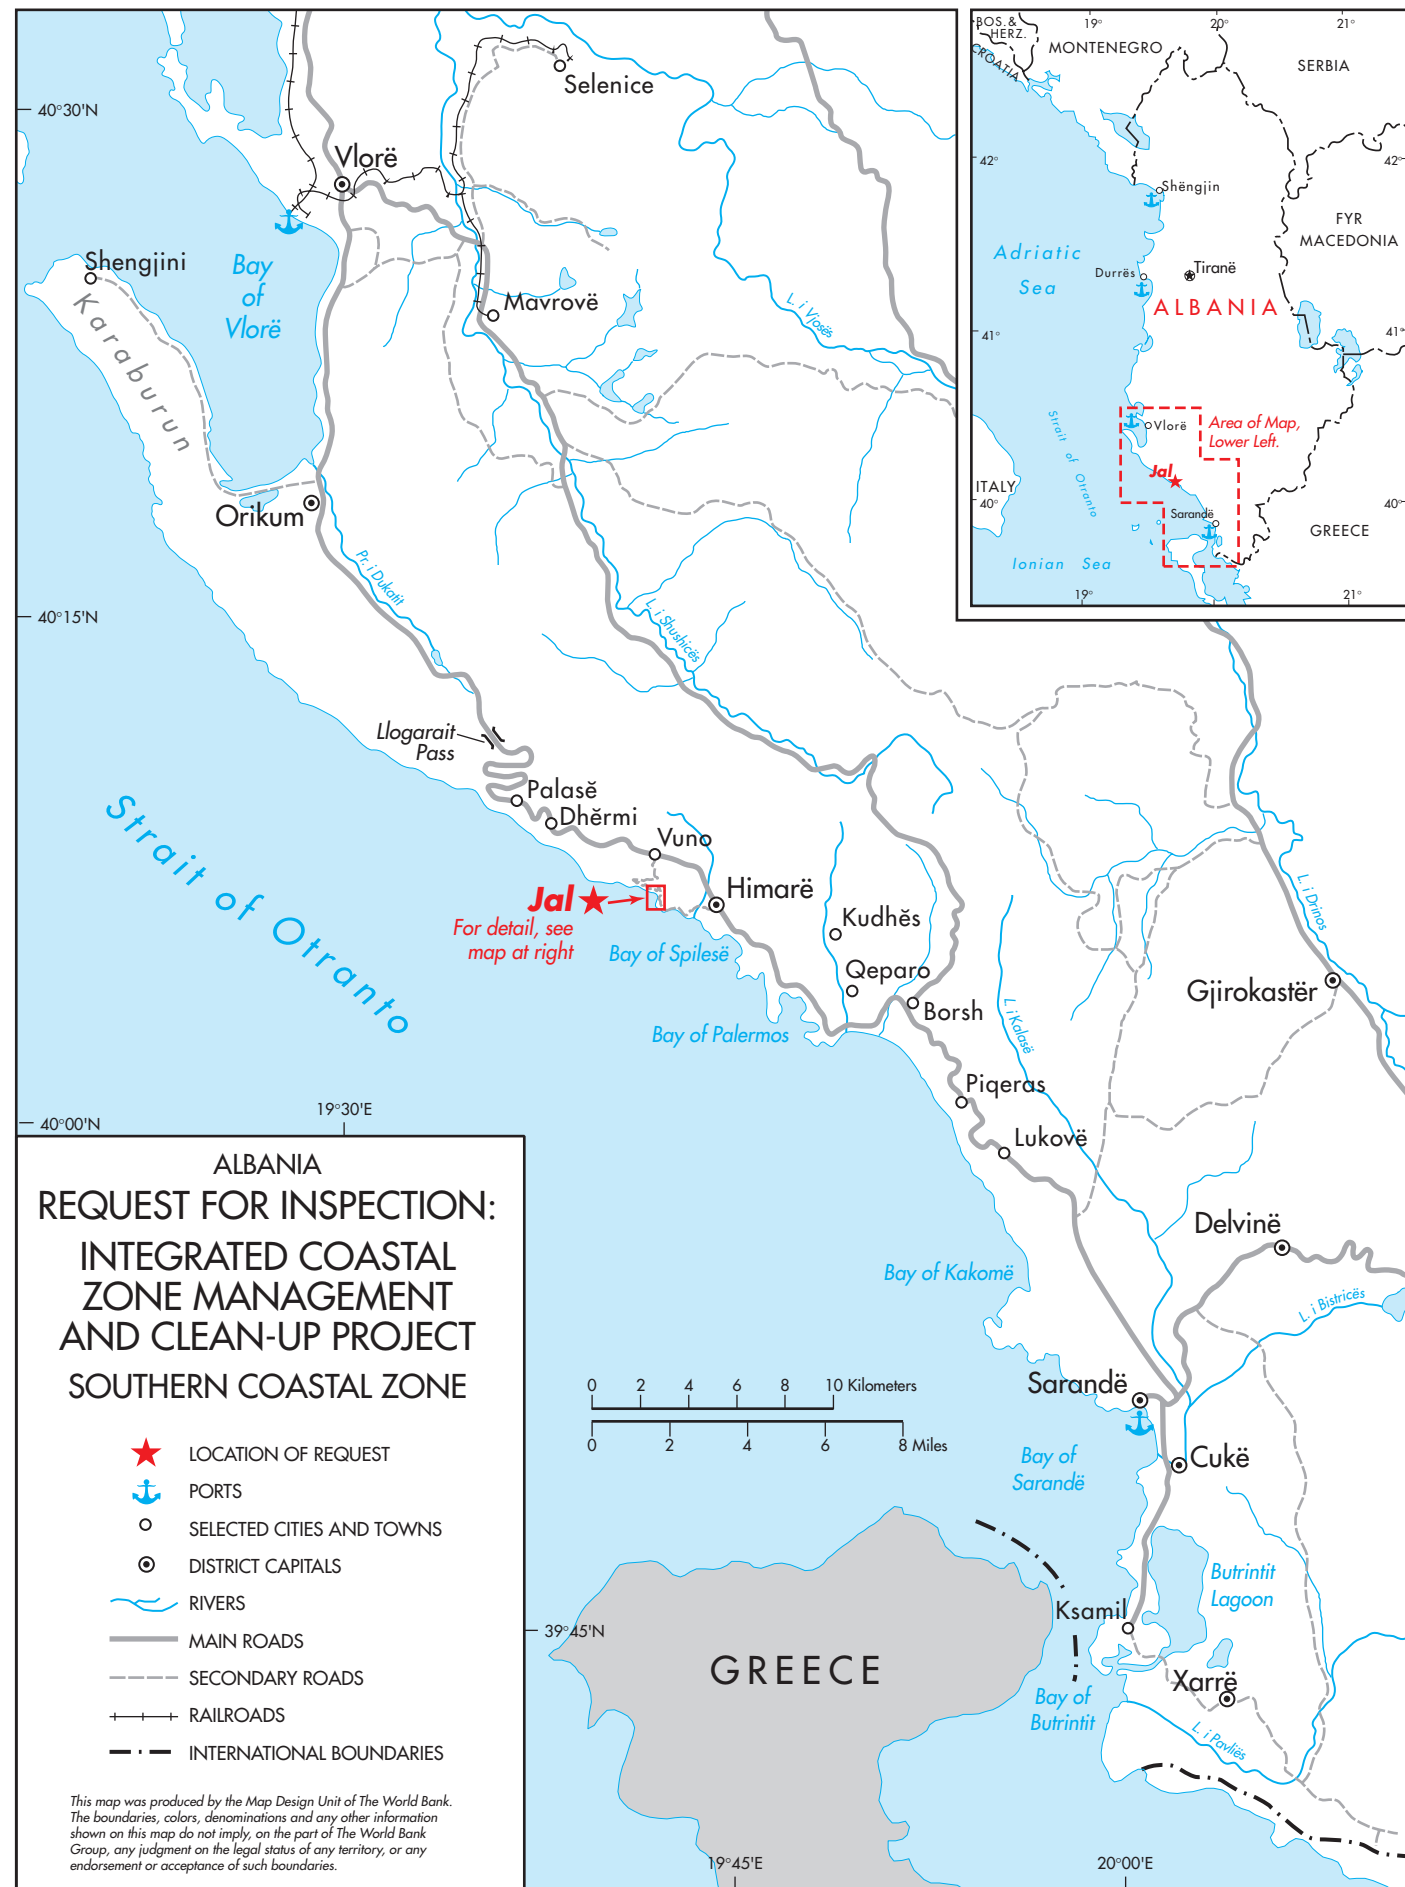 40°30'N
Selenice
Vlorë
Shengjini
Bay
of
Vlorë
Karaburun
Mavrovë
L. i Vjosës
Orikum
Pr. i Dukatit
40°15'N
L. i Shushicës
Llogarait
Pass
Palasĕ
Dhĕrmi
Vuno
Strait of Otranto
Jal
For detail, see
map at right
Himarë
Bay of Spilesë
Kudhĕs
Qeparo
Borsh
Bay of Palermos
L. i Kalasë
L. i Drinos
Gjirokastër
Piqeras
Lukovë
40°00'N
19°30'E
Delvinë
Bay of Kakomë
L. i Bistricës
Sarandë
Bay of
Sarandë
Cukë
0 2 4 6 8 10 Kilometers
0 2 4 6 8 Miles
Butrintit
Lagoon
Ksamil
39°45'N
GREECE
Xarrë
Bay of
Butrintit
L. i Pavliës
19°45'E
20°00'E
BOS.&
HERZ.
CROATIA
19°
20°
21°
MONTENEGRO
SERBIA
42°
42°
Shëngjin
FYR
MACEDONIA
Adriatic
Sea
Durrës
Tiranë
ALBANIA
41°
41°
Strait of Otranto
Vlorë
Area of Map,
Lower Left.
Jal
ITALY
40°
40°
Sarandë
GREECE
Ionian Sea
19°
20°
21°
ALBANIA
REQUEST FOR INSPECTION:
INTEGRATED COASTAL
ZONE MANAGEMENT
AND CLEAN-UP PROJECT
SOUTHERN COASTAL ZONE
LOCATION OF REQUEST
PORTS
SELECTED CITIES AND TOWNS
DISTRICT CAPITALS
RIVERS
MAIN ROADS
SECONDARY ROADS
RAILROADS
INTERNATIONAL BOUNDARIES
This map was produced by the Map Design Unit of The World Bank.
The boundaries, colors, denominations and any other information
shown on this map do not imply, on the part of The World Bank
Group, any judgment on the legal status of any territory, or any
endorsement or acceptance of such boundaries.